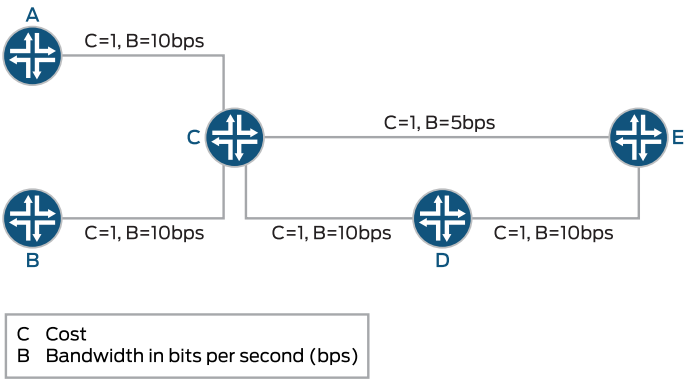 A
C=1, B=10bps
C=1, B=5bps
C
E
C=1, B=10bps
C=1, B=10bps
C=1, B=10bps
B
D
C Cost
B Bandwidth in bits per second (bps)